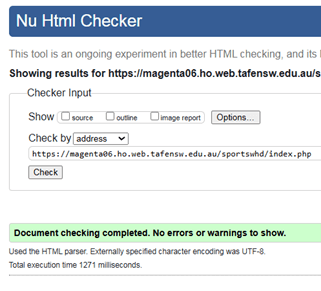 Nu Html Checker
This tool is an ongoing experiment in better HTML checking, and its
Showing results for https://magenta06.ho.web.tafensw.edu.au/s
Checker Input
Show source outline image report Options...
Check by address
https://magenta06.ho.web.tafensw.edu.au/sportswhd/index.php
Check
Document checking completed. No errors or warnings to show.
Used the HTML parser. Externally specified character encoding was UTF-8.
Total execution time 1271 milliseconds.